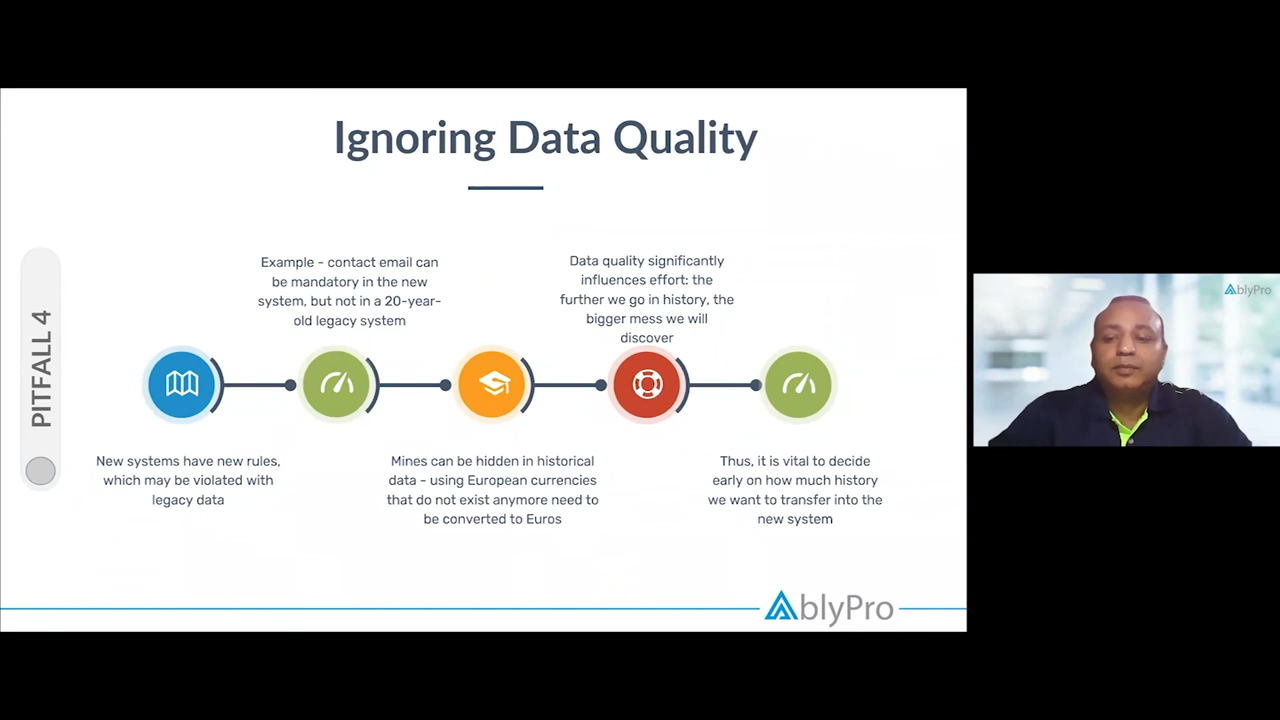 Ignoring Data Quality
PITFALL 4
Example - contact email can
be mandatory in the new
system, but not in a 20-year-
old legacy system
Data quality significantly
influences effort: the
further we go in history, the
bigger mess we will
discover
New systems have new rules,
which may be violated with
legacy data
Mines can be hidden in historical
data - using European currencies
that do not exist anymore need to
be converted to Euros
Thus, it is vital to decide
early on how much history
we want to transfer into the
new system
AblyPro
AblyPro